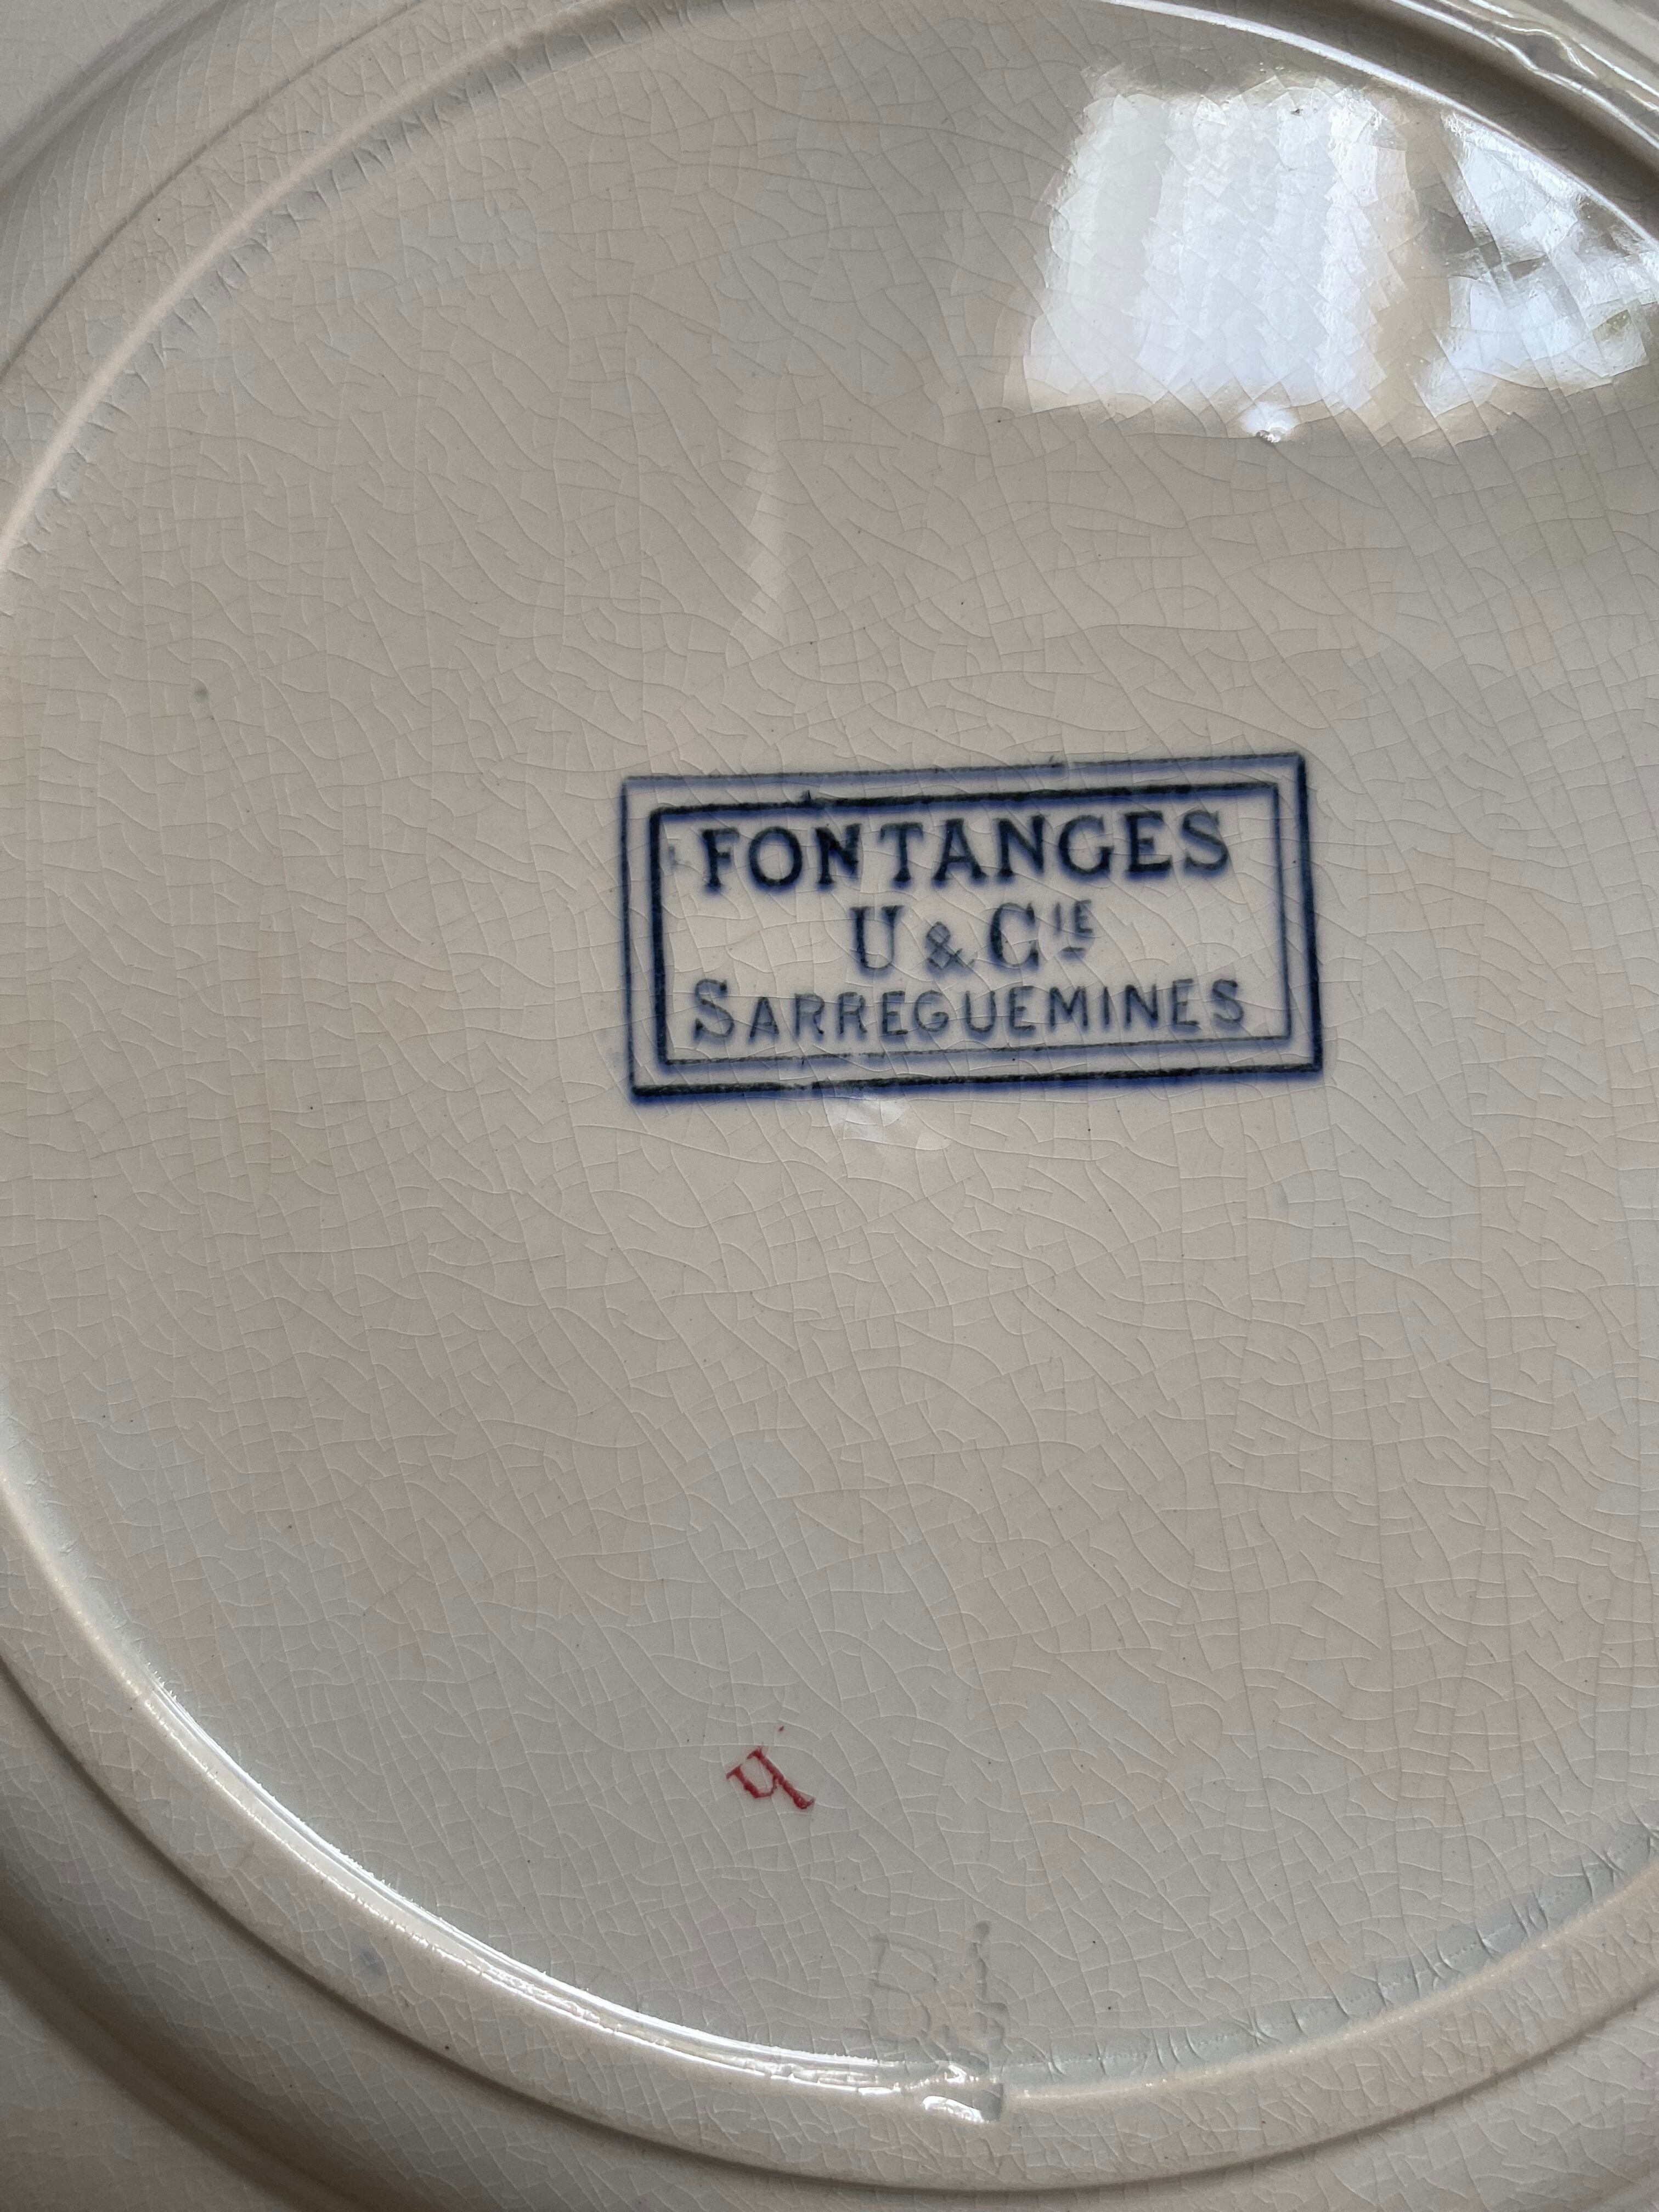 FONTANGES
U & CIE
SARREGUEMINES